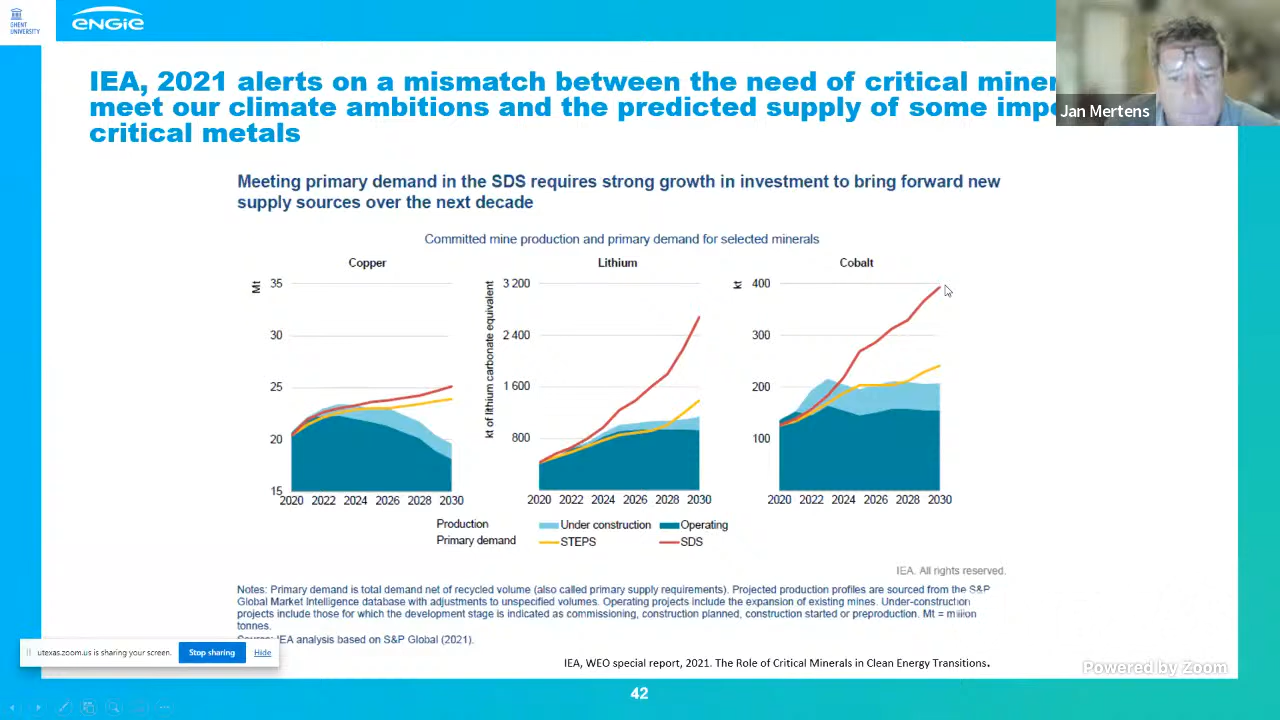 GHENT
UNIVERSITY
ENGIE
IEA, 2021 alerts on a mismatch between the need of critical
meet our climate ambitions and the predicted supply of some
critical metals
Jan Mertens
Meeting primary demand in the SDS requires strong growth in investment to bring forward new
supply sources over the next decade
Committed mine production and primary demand for selected minerals
Copper
Lithium
Cobalt
Mt
35
30
25
20
15
2020 2022 2024 2026 2028 2030
kt of lithium carbonate equivalent
3 200
2 400
1 600
800
2020 2022 2024 2026 2028 2030
kt
400
300
200
100
2020 2022 2024 2026 2028 2030
Production
Under construction
Operating
Primary demand
STEPS
SDS
IEA. All rights reserved.
Notes: Primary demand is total demand net of recycled volume (also called primary supply requirements). Projected production profiles are sourced from the S&P
Global Market Intelligence database with adjustments to unspecified volumes. Operating projects include the expansion of existing mines. Under-construction
projects include those for which the development stage is indicated as commissioning, construction planned, construction started or preproduction. Mt = million
tonnes.
Source: IEA analysis based on S&P Global (2021).
utexas.zoom.us is sharing your screen.
Stop sharing
Hide
IEA, WEO special report, 2021. The Role of Critical Minerals in Clean Energy Transitions.
Powered by Zoom
42